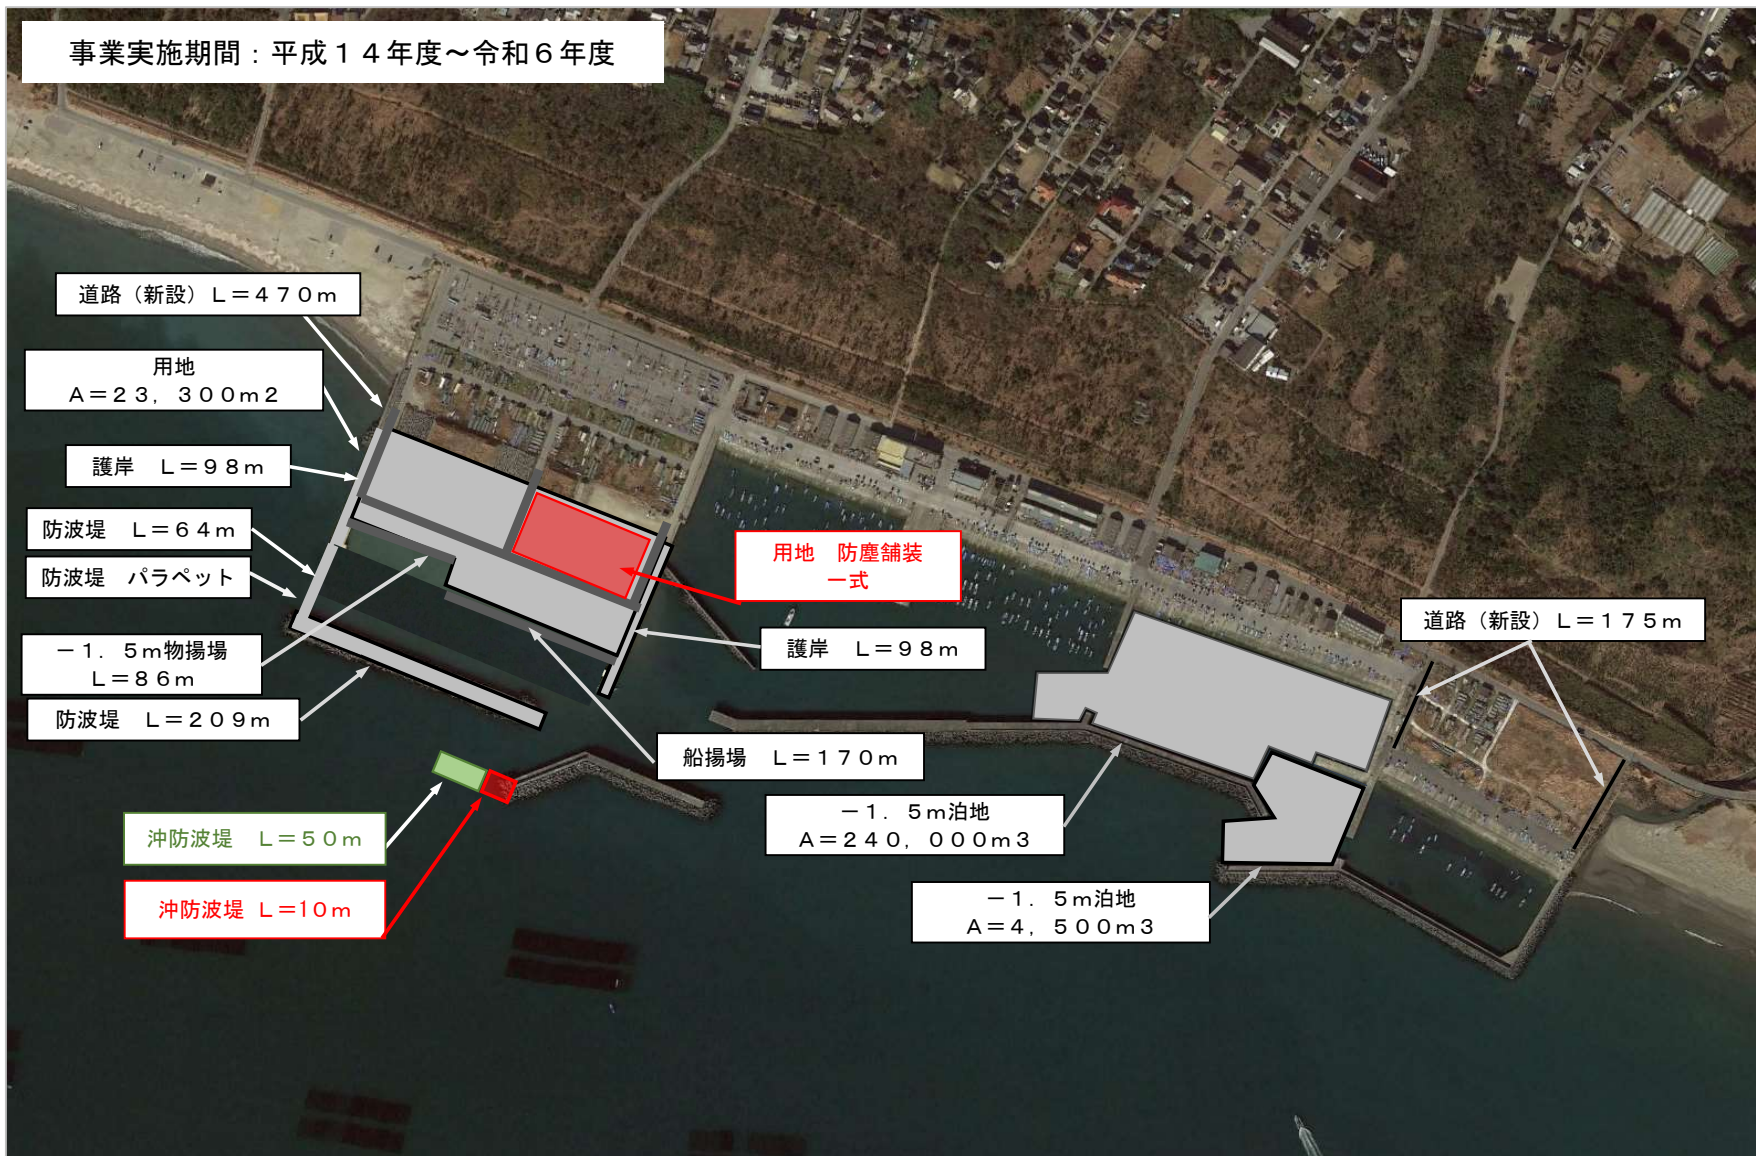 事業実施期間：平成１４年度～令和６年度
道路（新設）Ｌ＝４７０ｍ
用地
Ａ＝２３，３００ｍ２
護岸　Ｌ＝９８ｍ
防波堤　Ｌ＝６４ｍ
防波堤　パラペット
－１．５ｍ物揚場
Ｌ＝８６ｍ
防波堤　Ｌ＝２０９ｍ
沖防波堤　Ｌ＝５０ｍ
沖防波堤 Ｌ＝10ｍ
用地　防塵舗装
一式
護岸　Ｌ＝９８ｍ
船揚場　Ｌ＝１７０ｍ
－１．５ｍ泊地
Ａ＝２４０，０００ｍ３
－１．５ｍ泊地
Ａ＝４，５００ｍ３
道路（新設）Ｌ＝１７５ｍ